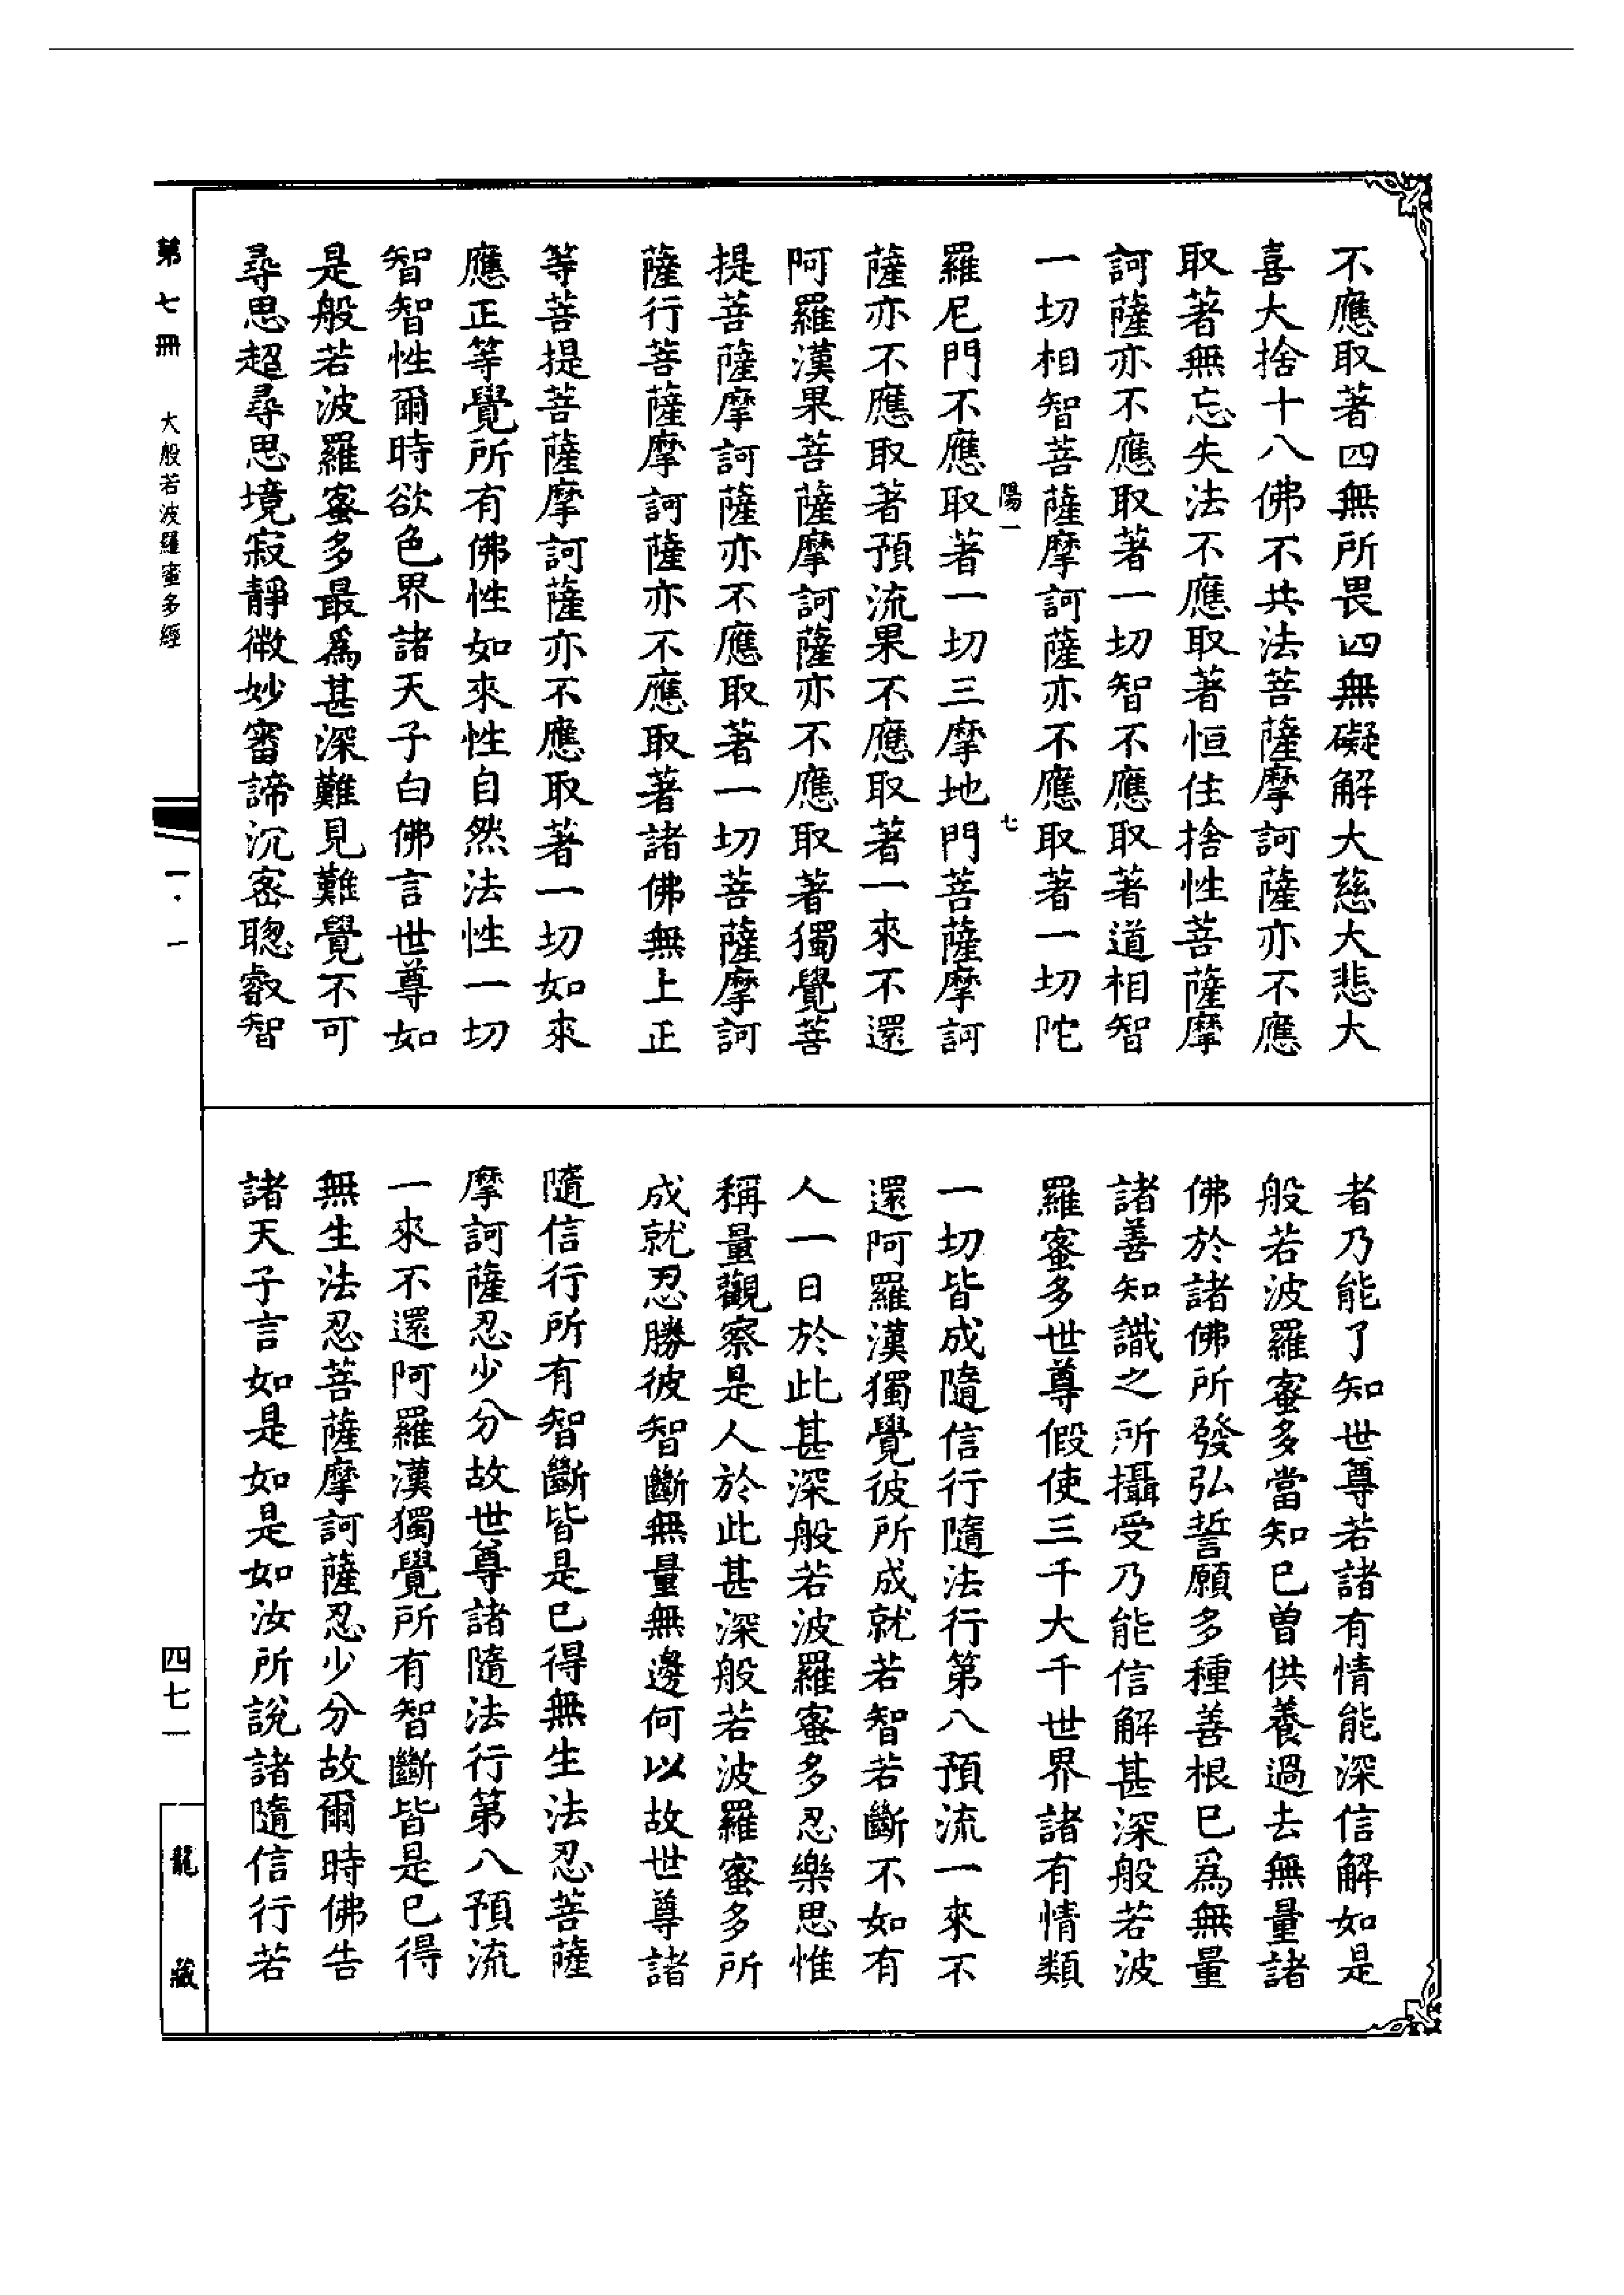 不應取著四無所畏四無礙解大慈大悲大
喜大捨十八佛不共法菩薩摩訶薩亦不應
取著無忘失法不應取著恒住捨性菩薩摩
訶薩亦不應取著一切智不應取著道相智
一切相智菩薩摩訶薩亦不應取著一切陀
陽一 七
羅尼門不應取著一切三摩地門菩薩摩訶
薩亦不應取著預流果不應取著一來不還
阿羅漢果菩薩摩訶薩亦不應取著獨覺菩
提菩薩摩訶薩亦不應取著一切菩薩摩訶
薩行菩薩摩訶薩亦不應取著諸佛無上正
等菩提菩薩摩訶薩亦不應取著一切如來
應正等覺所有佛性如來性自然法性一切
智智性爾時欲色界諸天子白佛言世尊如
是般若波羅蜜多最爲甚深難見難覺不可
尋思超尋思境寂靜微妙審諦沉密聰叡智
者乃能了知世尊若諸有情能深信解如是
般若波羅蜜多當知已曾供養過去無量諸
佛於諸佛所發弘誓願多種善根已爲無量
諸善知識之所攝受乃能信解甚深般若波
羅蜜多世尊假使三千大千世界諸有情類
一切皆成隨信行隨法行第八預流一來不
還阿羅漢獨覺彼所成就若智若斷不如有
人一日於此甚深般若波羅蜜多忍樂思惟
稱量觀察是人於此甚深般若波羅蜜多所
成就忍勝彼智斷無量無邊何以故世尊諸
隨信行所有智斷皆是已得無生法忍菩薩
摩訶薩忍少分故世尊諸隨法行第八預流
一來不還阿羅漢獨覺所有智斷皆是已得
無生法忍菩薩摩訶薩忍少分故爾時佛告
諸天子言如是如是如汝所說諸隨信行若
第七冊 大般若波羅蜜多經 一·一 四七一 龍藏